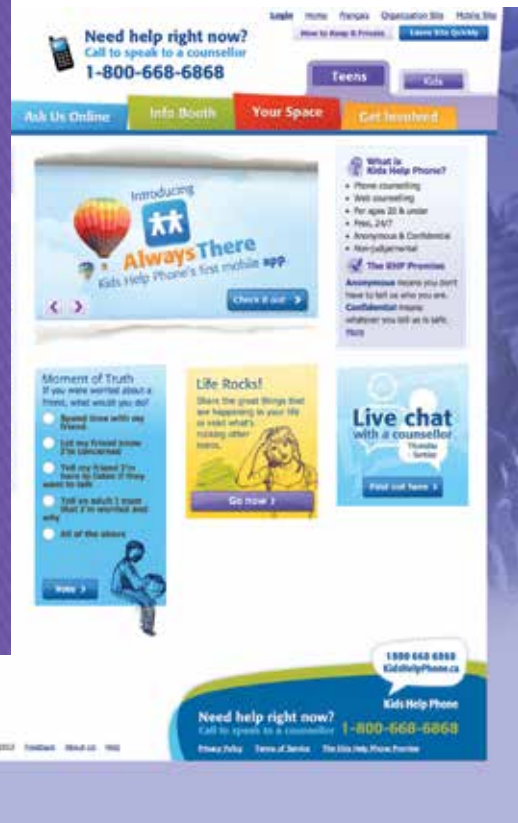 Login Home Français Organization Site Mobile Site
Need help right now?
Call to speak to a counsellor
1-800-668-6868
How to Keep It Private
Leave Site Quickly
Teens
Kids
Ask Us Online
Info Booth
Your Space
Get Involved
Introducing
AlwaysThere
Kids Help Phone's first mobile app
Check it out
What is
Kids Help Phone?
• Phone counselling
• Web counselling
• For ages 20 & under
• Free, 24/7
• Anonymous & Confidential
• Non-judgemental
The KHP Promise
Anonymous means you don't
have to tell us who you are.
Confidential means
whatever you tell us is safe.
More
Moment of Truth
If you were worried about a
friend, what would you do?
Spend time with my
friend
Let my friend know
I'm concerned
Tell my friend I'm
here to listen if they
want to talk
Tell an adult I trust
that I'm worried and
why
All of the above
Vote
Life Rocks!
Share the great things that
are happening in your life
or read what's
rocking other
teens.
Go now
Live chat
with a counsellor
Thursday
- Sunday
Find out here
1 800 668 6868
KidsHelpPhone.ca
Kids Help Phone
Need help right now?
Call to speak to a counsellor 1-800-668-6868
2012 Feedback About Us FAQ
Privacy Policy Terms of Service The Kids Help Phone Promise